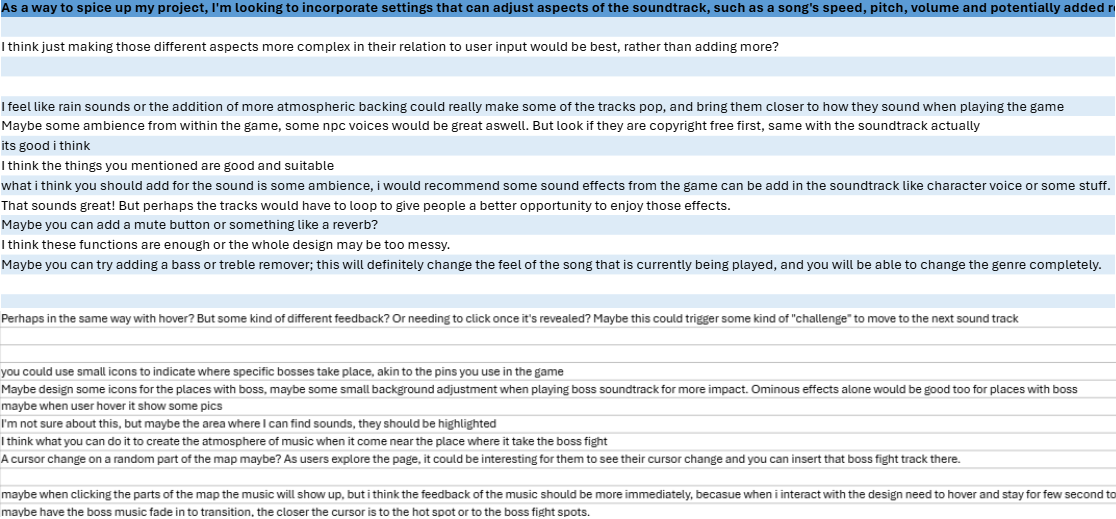 As a way to spice up my project, I'm looking to incorporate settings that can adjust aspects of the soundtrack, such as a song's speed, pitch, volume and potentially added
I think just making those different aspects more complex in their relation to user input would be best, rather than adding more?
I feel like rain sounds or the addition of more atmospheric backing could really make some of the tracks pop, and bring them closer to how they sound when playing the game
Maybe some ambience from within the game, some npc voices would be great aswell. But look if they are copyright free first, same with the soundtrack actually
its good i think
I think the things you mentioned are good and suitable
what i think you should add for the sound is some ambience, i would recommend some sound effects from the game can be add in the soundtrack like character voice or some stuff.
That sounds great! But perhaps the tracks would have to loop to give people a better opportunity to enjoy those effects.
Maybe you can add a mute button or something like a reverb?
I think these functions are enough or the whole design may be too messy.
Maybe you can try adding a bass or treble remover; this will definitely change the feel of the song that is currently being played, and you will be able to change the genre completely.
Perhaps in the same way with hover? But some kind of different feedback? Or needing to click once it's revealed? Maybe this could trigger some kind of "challenge" to move to the next sound track
you could use small icons to indicate where specific bosses take place, akin to the pins you use in the game
Maybe design some icons for the places with boss, maybe some small background adjustment when playing boss soundtrack for more impact. Ominous effects alone would be good too for places with boss
maybe when user hover it show some pics
I'm not sure about this, but maybe the area where I can find sounds, they should be highlighted
I think what you can do it to create the atmosphere of music when it come near the place where it take the boss fight
A cursor change on a random part of the map maybe? As users explore the page, it could be interesting for them to see their cursor change and you can insert that boss fight track there.
maybe when clicking the parts of the map the music will show up, but i think the feedback of the music should be more immediately, becasue when i interact with the design need to hover and stay for few second to
maybe have the boss music fade in to transition, the closer the cursor is to the hot spot or to the boss fight spots.